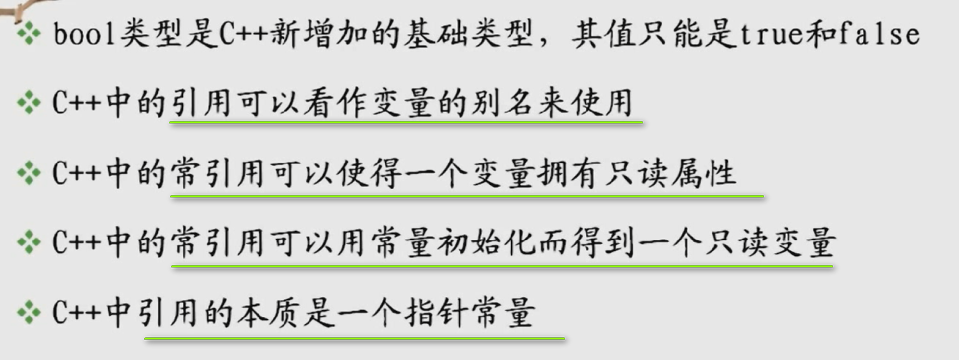 bool类型是C++新增加的基础类型，其值只能是true和false
C++中的引用可以看作变量的别名来使用
C++中的常引用可以使得一个变量拥有只读属性
C++中的常引用可以用常量初始化而得到一个只读变量
C++中引用的本质是一个指针常量